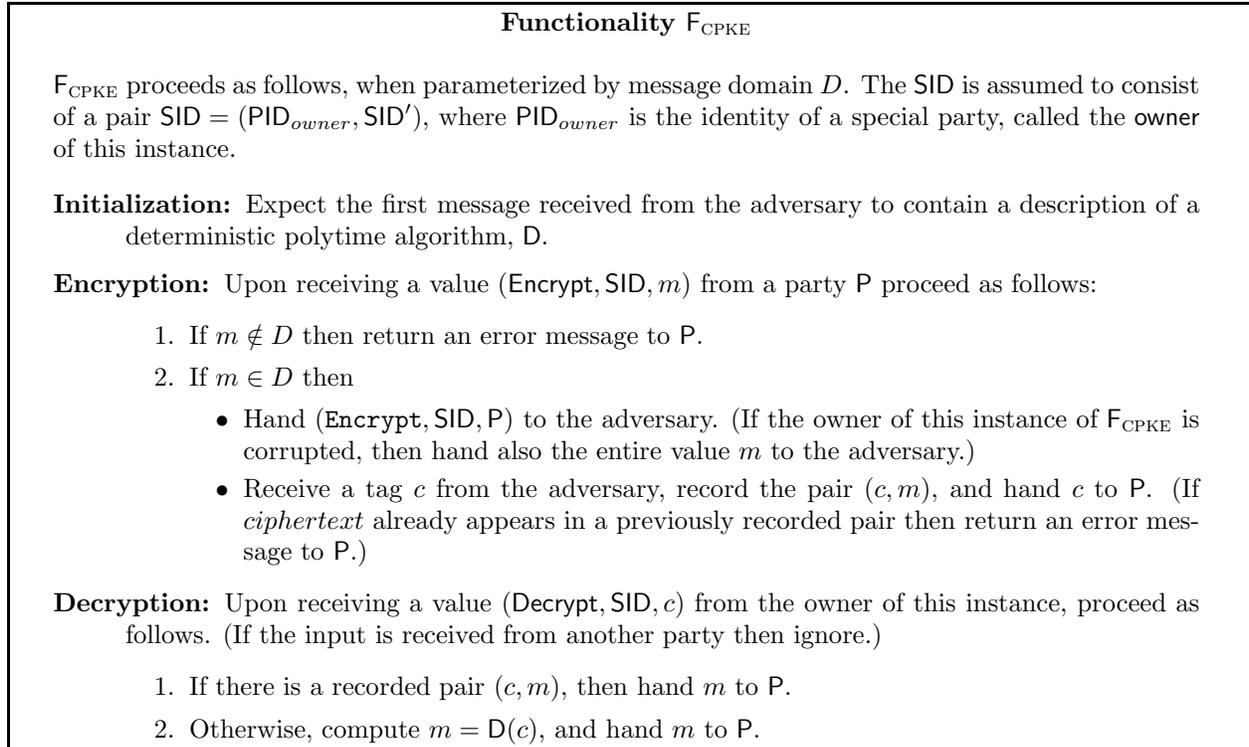 Functionality F_CPKE
F_CPKE proceeds as follows, when parameterized by message domain D. The SID is assumed to consist
of a pair SID = (PID_owner, SID′), where PID_owner is the identity of a special party, called the owner
of this instance.
Initialization: Expect the first message received from the adversary to contain a description of a
deterministic polytime algorithm, D.
Encryption: Upon receiving a value (Encrypt, SID, m) from a party P proceed as follows:
1. If m ∉ D then return an error message to P.
2. If m ∈ D then
• Hand (Encrypt, SID, P) to the adversary. (If the owner of this instance of F_CPKE is
corrupted, then hand also the entire value m to the adversary.)
• Receive a tag c from the adversary, record the pair (c, m), and hand c to P. (If
ciphertext already appears in a previously recorded pair then return an error mes-
sage to P.)
Decryption: Upon receiving a value (Decrypt, SID, c) from the owner of this instance, proceed as
follows. (If the input is received from another party then ignore.)
1. If there is a recorded pair (c, m), then hand m to P.
2. Otherwise, compute m = D(c), and hand m to P.